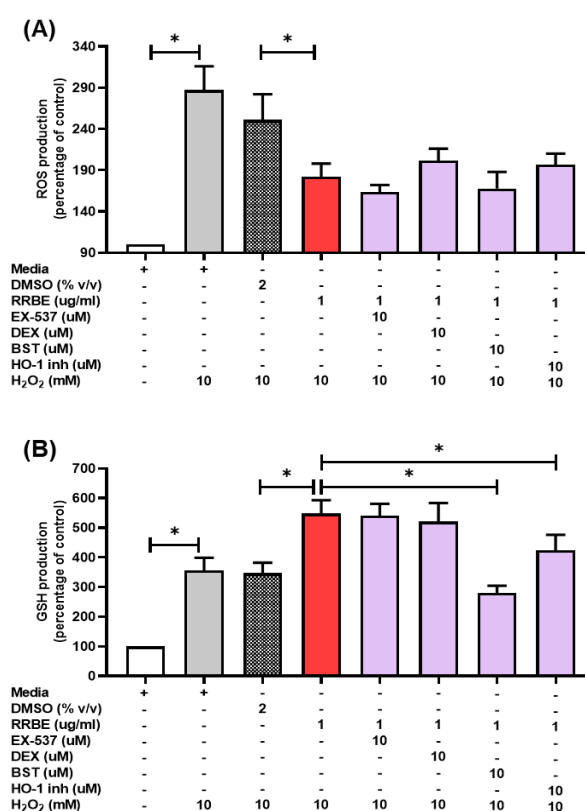 (A)
* *
340
290
240
190
140
90
ROS production
(percentage of control)
Media + + - - - - - -
DMSO (% v/v) - - 2 - - - - -
RRBE (ug/ml) - - - 1 1 1 1 1
EX-537 (uM) - - - - 10 - - -
DEX (uM) - - - - - 10 - -
BST (uM) - - - - - - 10 -
HO-1 inh (uM) - - - - - - - 10
H₂O₂ (mM) - 10 10 10 10 10 10 10
(B)
*
* *
*
700
600
500
400
300
200
100
0
GSH production
(percentage of control)
Media + + - - - - - -
DMSO (% v/v) - - 2 - - - - -
RRBE (ug/ml) - - - 1 1 1 1 1
EX-537 (uM) - - - - 10 - - -
DEX (uM) - - - - - 10 - -
BST (uM) - - - - - - 10 -
HO-1 inh (uM) - - - - - - - 10
H₂O₂ (mM) - 10 10 10 10 10 10 10